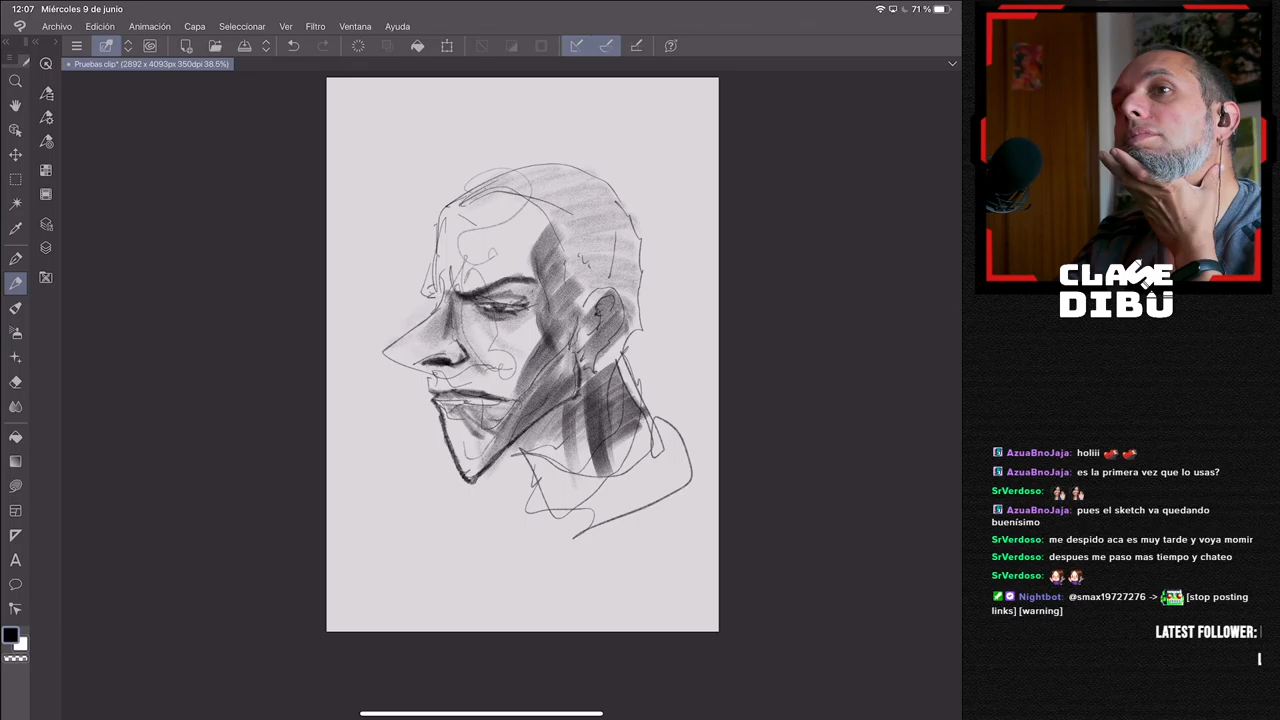 12:07 Miércoles 9 de junio
71 %
Archivo Edición Animación Capa Seleccionar Ver Filtro Ventana Ayuda
Pruebas clip* (2892 x 4093px 350dpi 38.5%)
A
CLASE
DIBU
AzuaBnoJaja: holiii
AzuaBnoJaja: es la primera vez que lo usas?
SrVerdoso:
AzuaBnoJaja: pues el sketch va quedando
buenísimo
SrVerdoso: me despido aca es muy tarde y voya momir
SrVerdoso: despues me paso mas tiempo y chateo
SrVerdoso:
Nightbot: @smax19727276 -> [stop posting
links] [warning]
LATEST FOLLOWER: